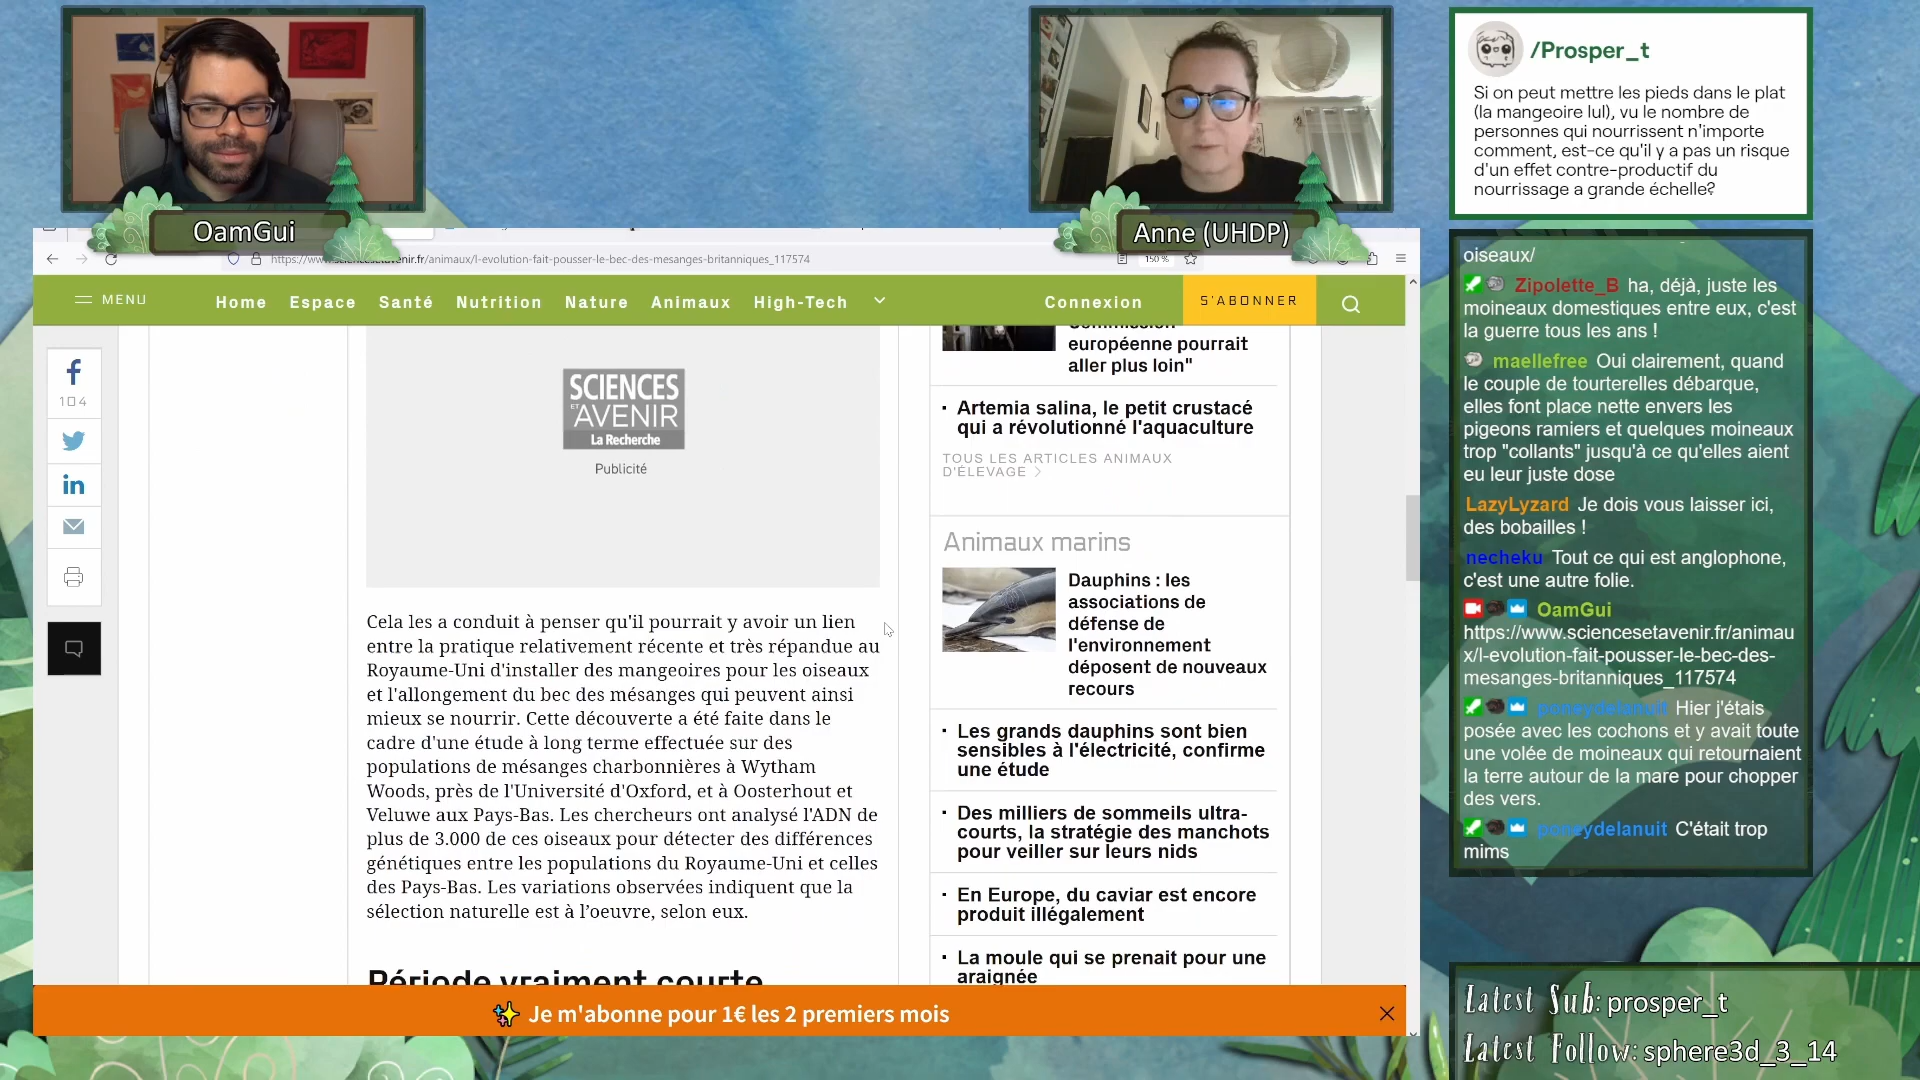 OamGui
Anne (UHDP)
/Prosper_t
Si on peut mettre les pieds dans le plat
(la mangeoire lul), vu le nombre de
personnes qui nourrissent n'importe
comment, est-ce qu'il y a pas un risque
d'un effet contre-productif du
nourrissage a grande échelle?
150 %
MENU
Home
Espace
Santé
Nutrition
Nature
Animaux
High-Tech
Connexion
S'ABONNER
104
SCIENCES
ET AVENIR
La Recherche
Publicité
Cela les a conduit à penser qu'il pourrait y avoir un lien
entre la pratique relativement récente et très répandue au
Royaume-Uni d'installer des mangeoires pour les oiseaux
et l'allongement du bec des mésanges qui peuvent ainsi
mieux se nourrir. Cette découverte a été faite dans le
cadre d'une étude à long terme effectuée sur des
populations de mésanges charbonnières à Wytham
Woods, près de l'Université d'Oxford, et à Oosterhout et
Veluwe aux Pays-Bas. Les chercheurs ont analysé l'ADN de
plus de 3.000 de ces oiseaux pour détecter des différences
génétiques entre les populations du Royaume-Uni et celles
des Pays-Bas. Les variations observées indiquent que la
sélection naturelle est à l'oeuvre, selon eux.
Période vraiment courte
européenne pourrait
aller plus loin"
Artemia salina, le petit crustacé
qui a révolutionné l'aquaculture
TOUS LES ARTICLES ANIMAUX
D'ÉLEVAGE
Animaux marins
Dauphins : les
associations de
défense de
l'environnement
déposent de nouveaux
recours
Les grands dauphins sont bien
sensibles à l'électricité, confirme
une étude
Des milliers de sommeils ultra-
courts, la stratégie des manchots
pour veiller sur leurs nids
En Europe, du caviar est encore
produit illégalement
La moule qui se prenait pour une
araignée
Je m'abonne pour 1€ les 2 premiers mois
oiseaux/
Zipolette_B ha, déjà, juste les
moineaux domestiques entre eux, c'est
la guerre tous les ans !
maellefree Oui clairement, quand
le couple de tourterelles débarque,
elles font place nette envers les
pigeons ramiers et quelques moineaux
trop "collants" jusqu'à ce qu'elles aient
eu leur juste dose
LazyLyzard Je dois vous laisser ici,
des bobailles !
necheku Tout ce qui est anglophone,
c'est une autre folie.
OamGui
https://www.sciencesetavenir.fr/animau
x/l-evolution-fait-pousser-le-bec-des-
mesanges-britanniques_117574
poneydelanuit Hier j'étais
posée avec les cochons et y avait toute
une volée de moineaux qui retournaient
la terre autour de la mare pour chopper
des vers.
poneydelanuit C'était trop
mims
Latest Sub: prosper_t
Latest Follow: sphere3d_3_14